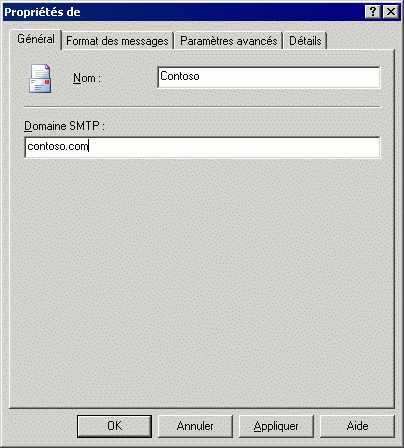 Propriétés de
Général Format des messages Paramètres avancés Détails
Nom : Contoso
Domaine SMTP :
contoso.com
OK Annuler Appliquer Aide